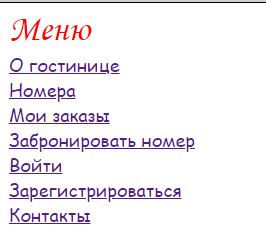 Меню
О гостинице
Номера
Мои заказы
Забронировать номер
Войти
Зарегистрироваться
Контакты